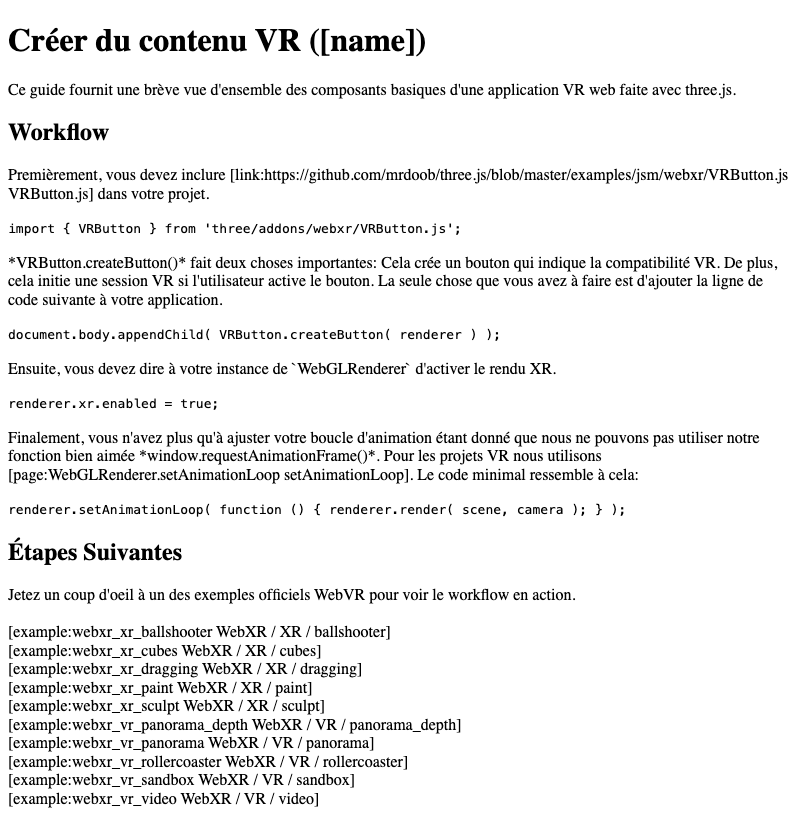 Créer du contenu VR ([name])
Ce guide fournit une brève vue d'ensemble des composants basiques d'une application VR web faite avec three.js.
Workflow
Premièrement, vous devez inclure [link:https://github.com/mrdoob/three.js/blob/master/examples/jsm/webxr/VRButton.js
VRButton.js] dans votre projet.
import { VRButton } from 'three/addons/webxr/VRButton.js';
*VRButton.createButton()* fait deux choses importantes: Cela crée un bouton qui indique la compatibilité VR. De plus,
cela initie une session VR si l'utilisateur active le bouton. La seule chose que vous avez à faire est d'ajouter la ligne de
code suivante à votre application.
document.body.appendChild( VRButton.createButton( renderer ) );
Ensuite, vous devez dire à votre instance de `WebGLRenderer` d'activer le rendu XR.
renderer.xr.enabled = true;
Finalement, vous n'avez plus qu'à ajuster votre boucle d'animation étant donné que nous ne pouvons pas utiliser notre
fonction bien aimée *window.requestAnimationFrame()*. Pour les projets VR nous utilisons
[page:WebGLRenderer.setAnimationLoop setAnimationLoop]. Le code minimal ressemble à cela:
renderer.setAnimationLoop( function () { renderer.render( scene, camera ); } );
Étapes Suivantes
Jetez un coup d'oeil à un des exemples officiels WebVR pour voir le workflow en action.
[example:webxr_xr_ballshooter WebXR / XR / ballshooter]
[example:webxr_xr_cubes WebXR / XR / cubes]
[example:webxr_xr_dragging WebXR / XR / dragging]
[example:webxr_xr_paint WebXR / XR / paint]
[example:webxr_xr_sculpt WebXR / XR / sculpt]
[example:webxr_vr_panorama_depth WebXR / VR / panorama_depth]
[example:webxr_vr_panorama WebXR / VR / panorama]
[example:webxr_vr_rollercoaster WebXR / VR / rollercoaster]
[example:webxr_vr_sandbox WebXR / VR / sandbox]
[example:webxr_vr_video WebXR / VR / video]